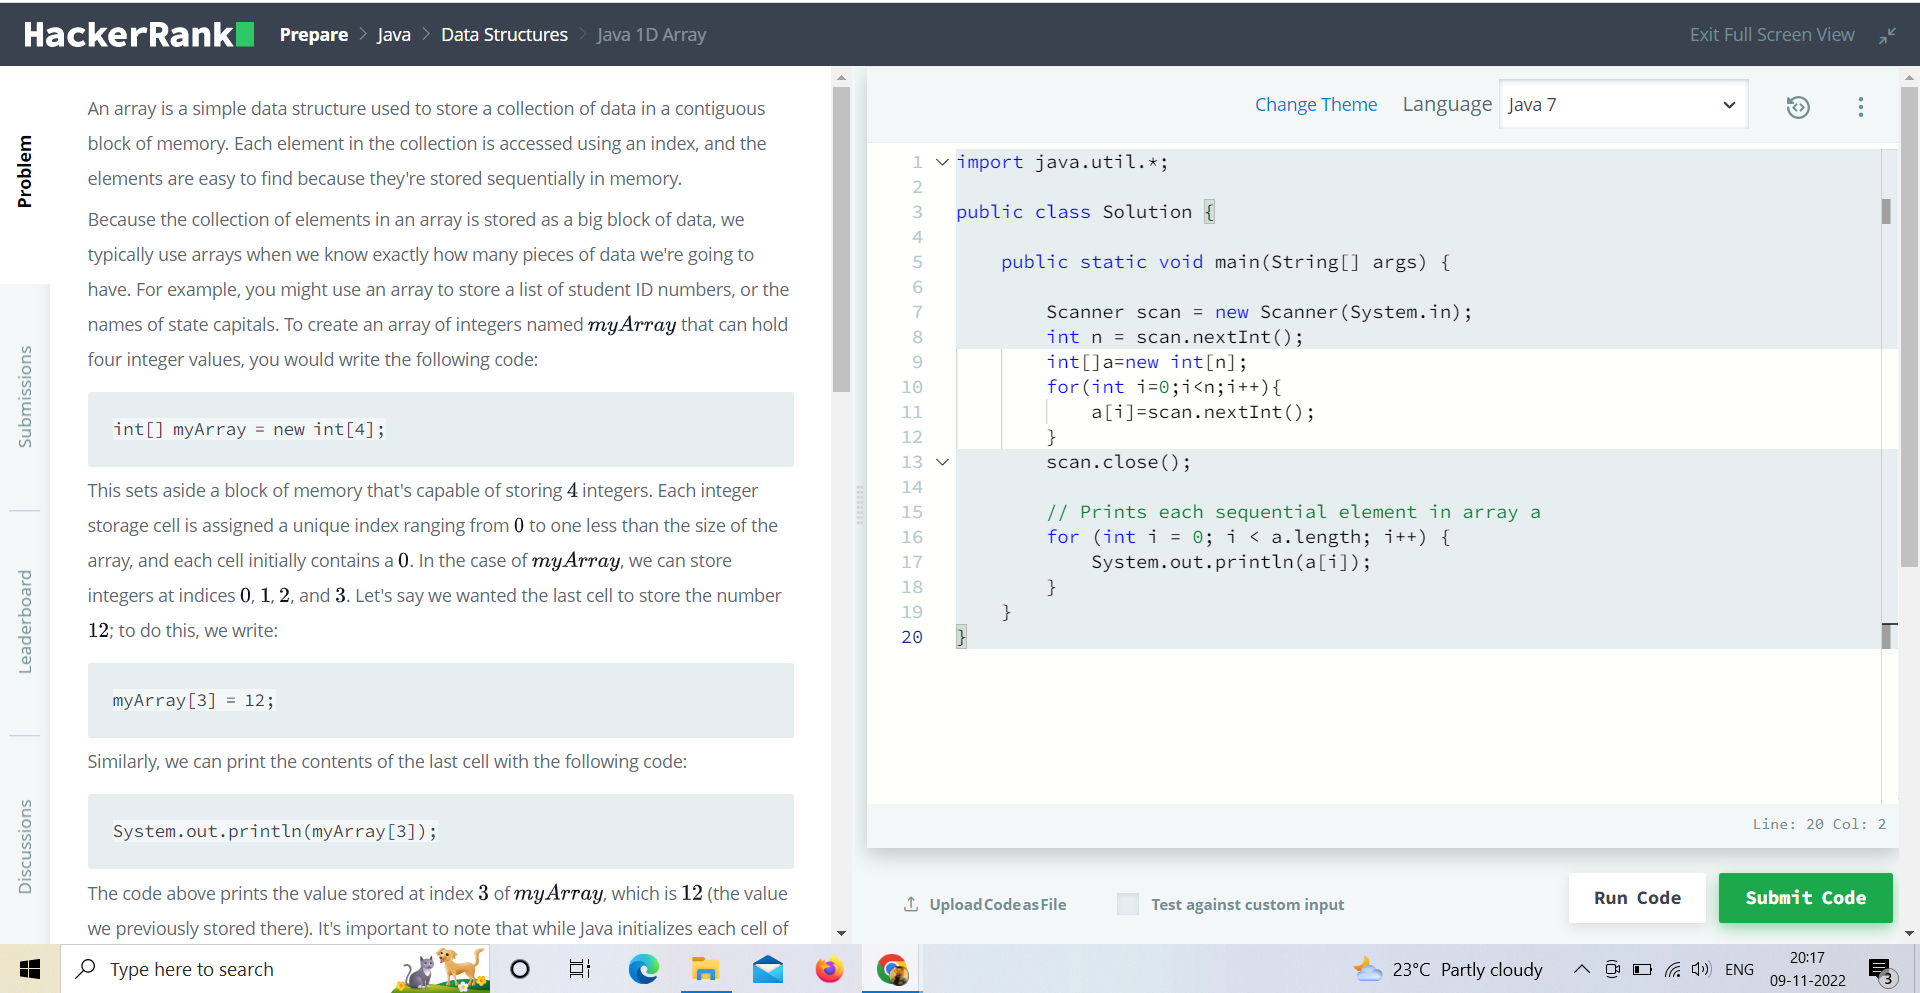 HackerRank
Prepare > Java > Data Structures > Java 1D Array
Exit Full Screen View
Problem
Submissions
Leaderboard
Discussions
An array is a simple data structure used to store a collection of data in a contiguous
block of memory. Each element in the collection is accessed using an index, and the
elements are easy to find because they're stored sequentially in memory.
Because the collection of elements in an array is stored as a big block of data, we
typically use arrays when we know exactly how many pieces of data we're going to
have. For example, you might use an array to store a list of student ID numbers, or the
names of state capitals. To create an array of integers named myArray that can hold
four integer values, you would write the following code:
int[] myArray = new int[4];
This sets aside a block of memory that's capable of storing 4 integers. Each integer
storage cell is assigned a unique index ranging from 0 to one less than the size of the
array, and each cell initially contains a 0. In the case of myArray, we can store
integers at indices 0, 1, 2, and 3. Let's say we wanted the last cell to store the number
12; to do this, we write:
myArray[3] = 12;
Similarly, we can print the contents of the last cell with the following code:
System.out.println(myArray[3]);
The code above prints the value stored at index 3 of myArray, which is 12 (the value
we previously stored there). It's important to note that while Java initializes each cell of
Change Theme Language Java 7
1 import java.util.*;
2
3 public class Solution {
4
5 public static void main(String[] args) {
6
7 Scanner scan = new Scanner(System.in);
8 int n = scan.nextInt();
9 int[]a=new int[n];
10 for(int i=0;i<n;i++){
11 a[i]=scan.nextInt();
12 }
13 scan.close();
14
15 // Prints each sequential element in array a
16 for (int i = 0; i < a.length; i++) {
17 System.out.println(a[i]);
18 }
19 }
20 }
Line: 20 Col: 2
Upload Code as File
Test against custom input
Run Code
Submit Code
Type here to search
23°C Partly cloudy
ENG
20:17
09-11-2022
3